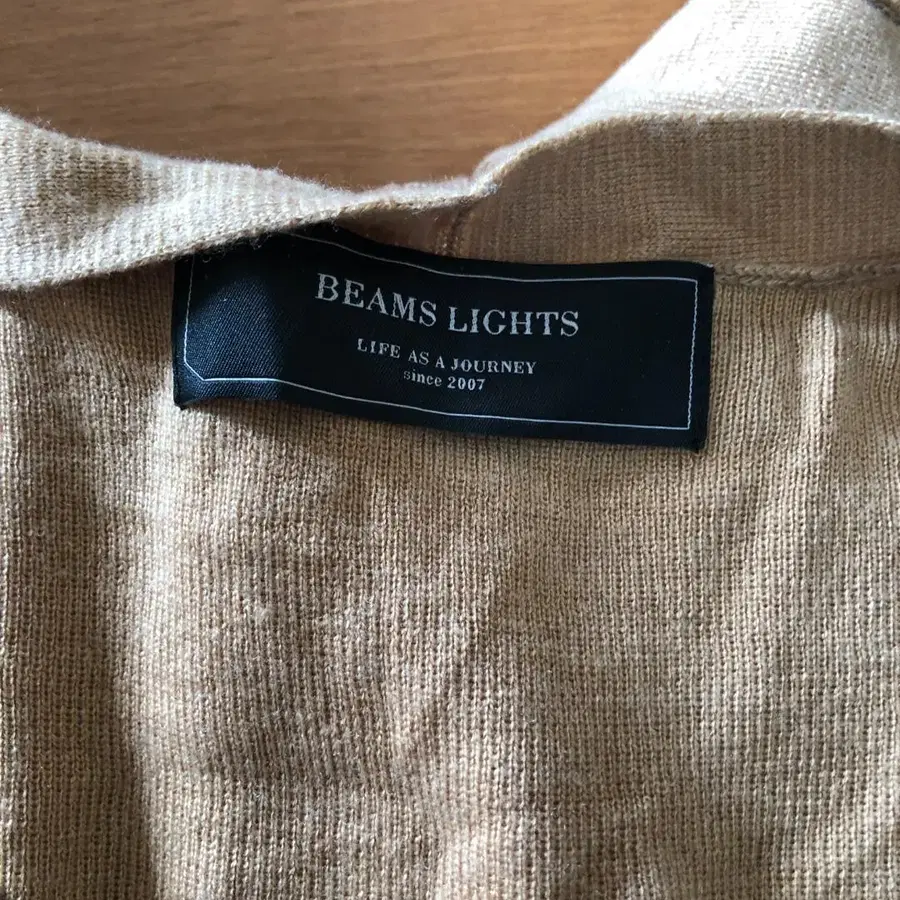 BEAMS LIGHTS
LIFE AS A JOURNEY
since 2007